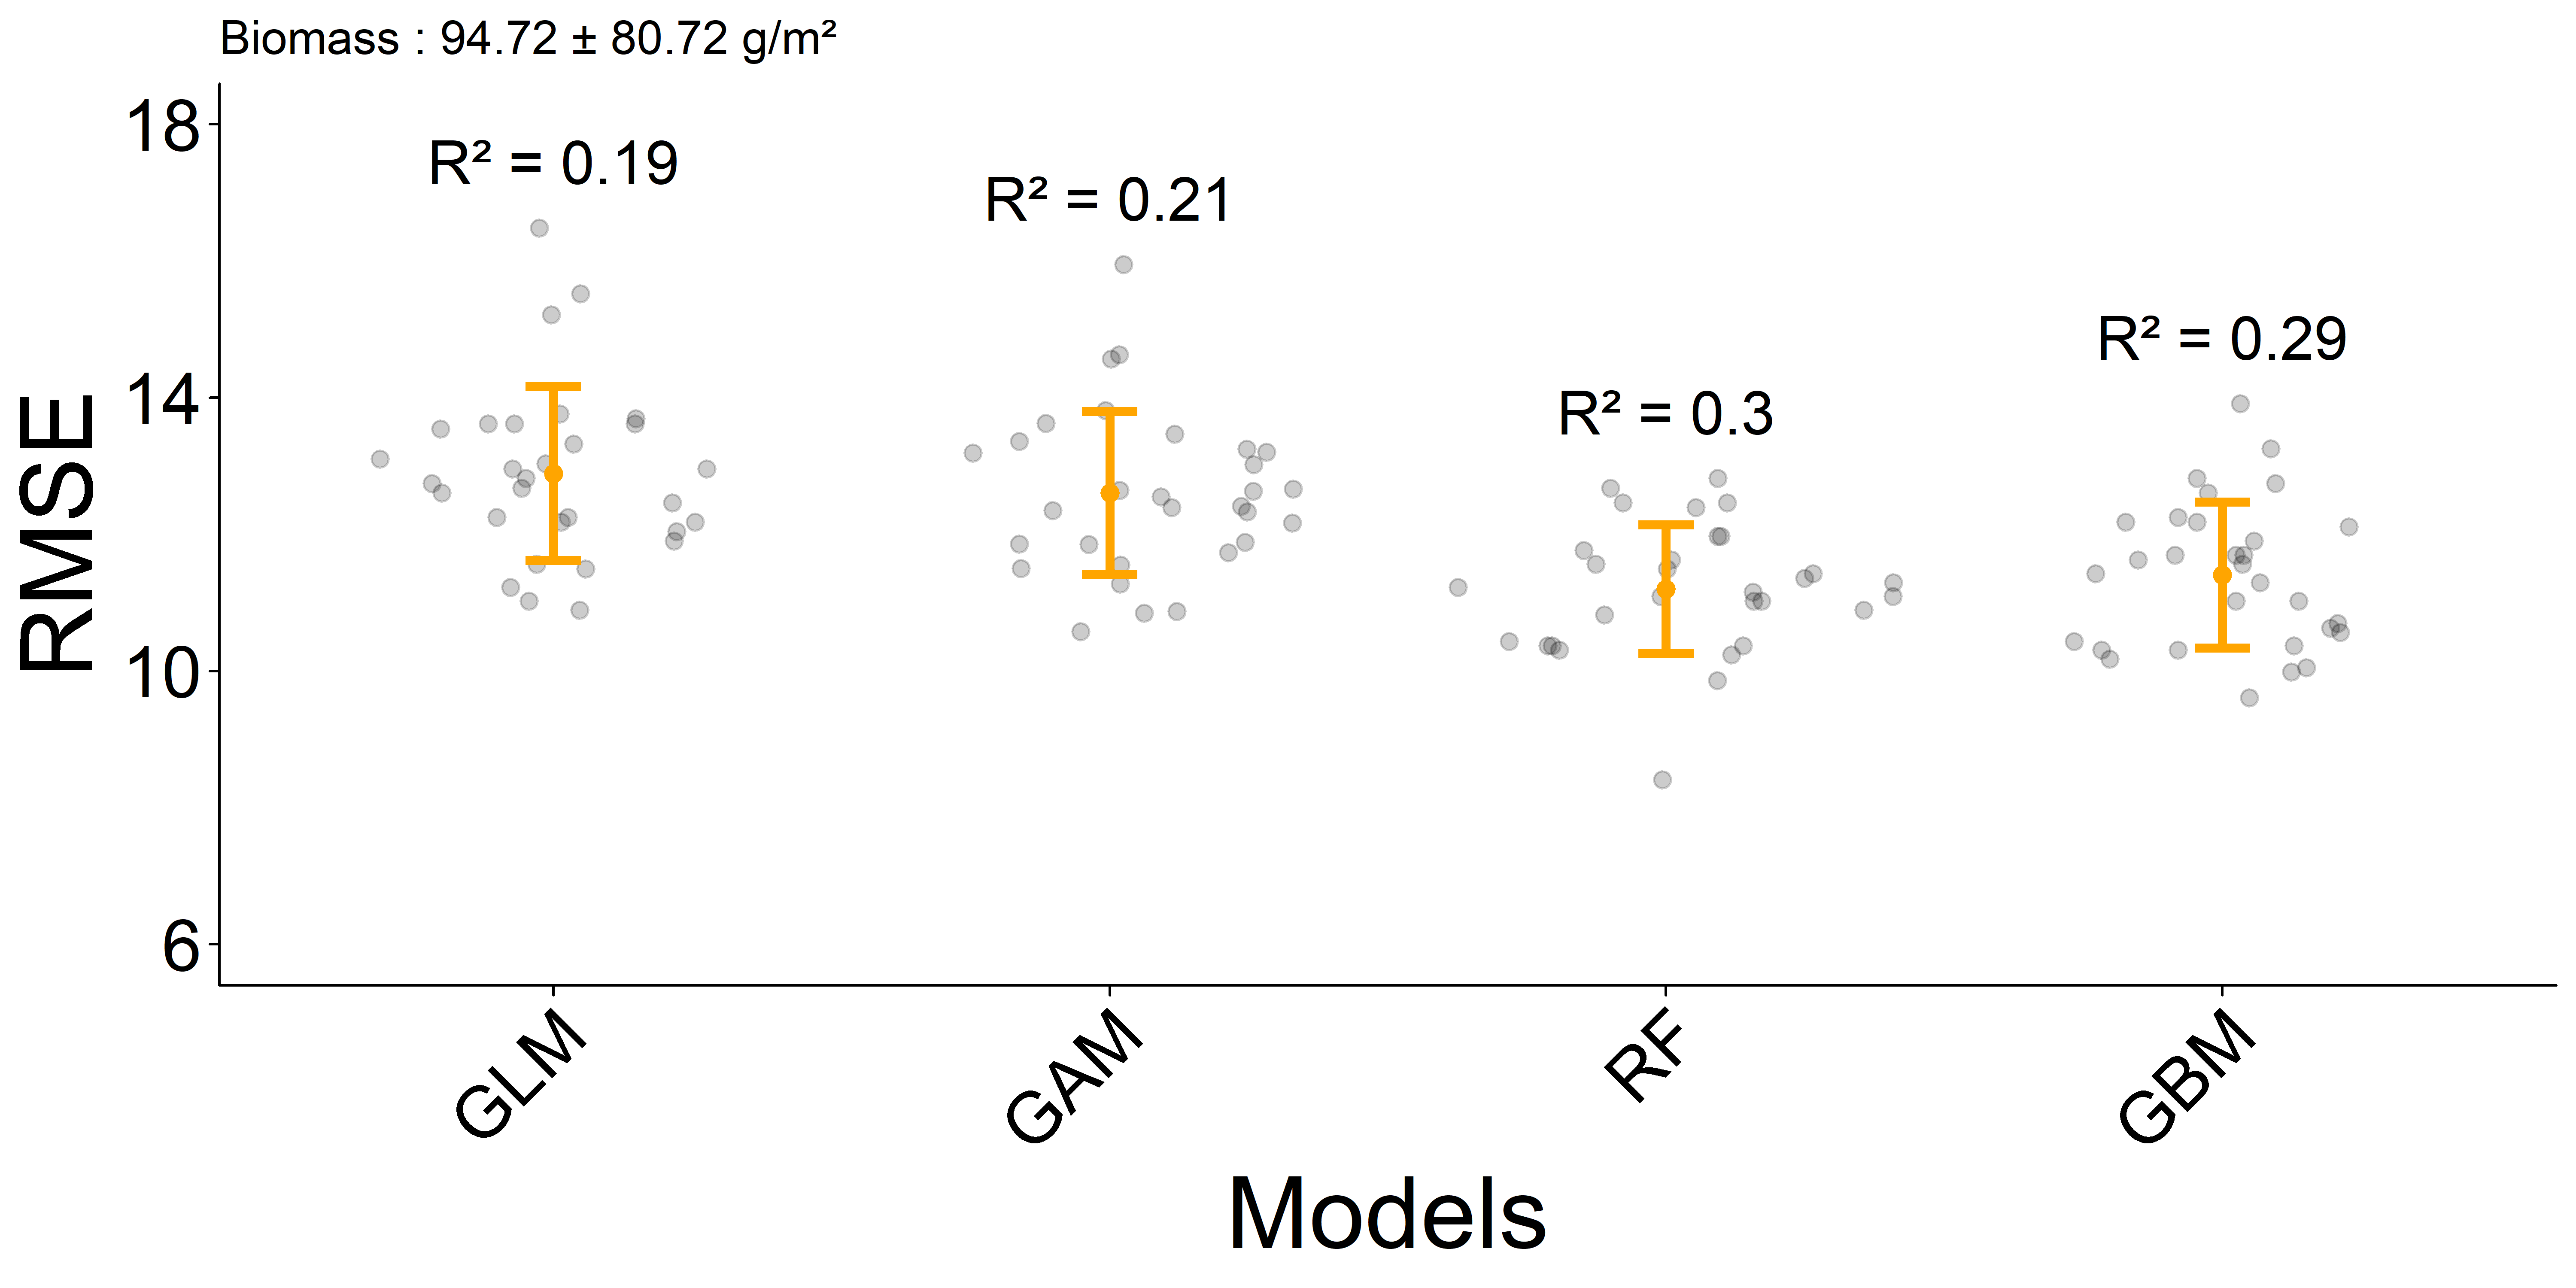 Biomass : 94.72 ± 80.72 g/m²
18
14
10
6
RMSE
R² = 0.19
R² = 0.21
R² = 0.3
R² = 0.29
GLM
GAM
RF
GBM
Models